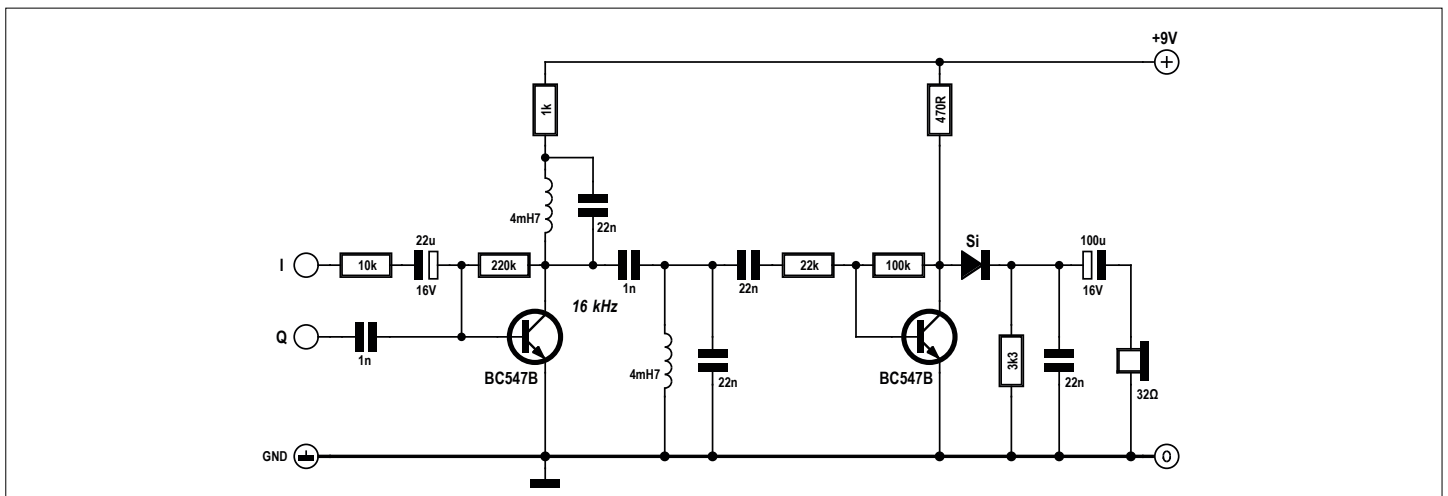 +9V
1k
470R
4mH7
22n
Si
22u
100u
I
10k
220k
22k
100k
16V
1n
22n
16V
16 kHz
Q
1n
BC547B
4mH7
22n
BC547B
3k3
22n
32Ω
GND
0